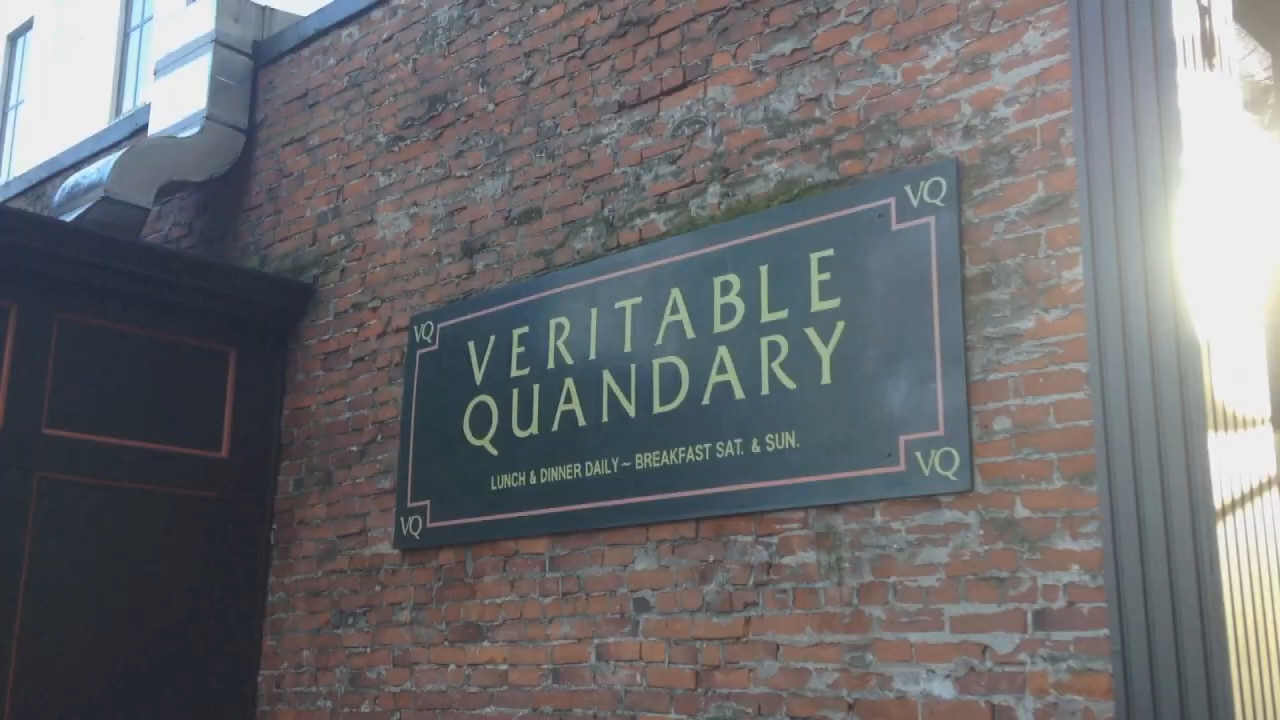 VQ
VQ
VERITABLE
QUANDARY
LUNCH & DINNER DAILY ~ BREAKFAST SAT. & SUN.
VQ
VQ